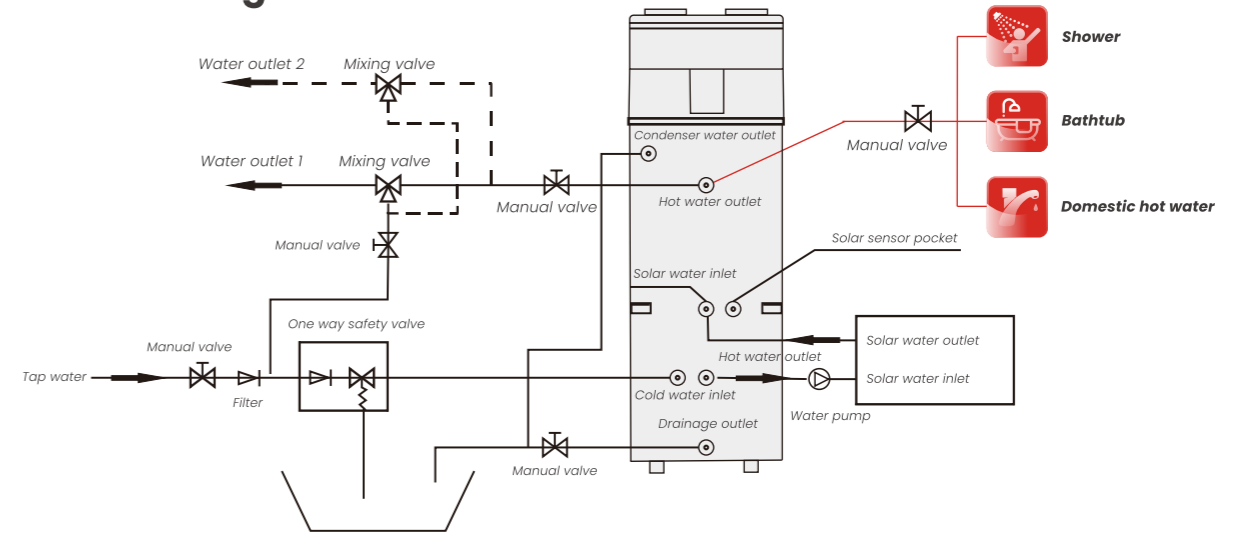 g
Shower
Water outlet 2
Mixing valve
Bathtub
Condenser water outlet
Manual valve
Water outlet 1
Mixing valve
Hot water outlet
Manual valve
Domestic hot water
Manual valve
Solar sensor pocket
Solar water inlet
One way safety valve
Manual valve
Solar water outlet
Hot water outlet
Tap water
Solar water inlet
Filter
Cold water inlet
Water pump
Drainage outlet
Manual valve